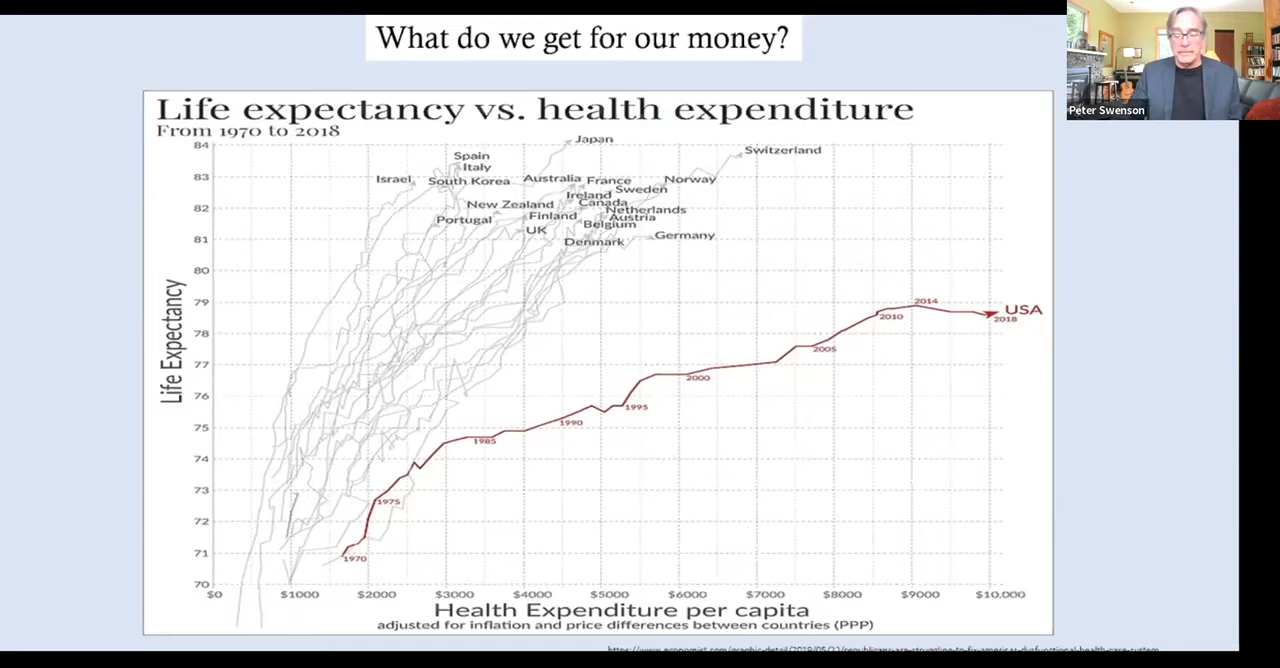 What do we get for our money?
Peter Swenson
Life expectancy vs. health expenditure
From 1970 to 2018
84
83
82
81
80
79
78
77
76
75
74
73
72
71
70
Life Expectancy
Japan
Switzerland
Spain
Italy
Israel
South Korea
Australia
France
Norway
Sweden
Ireland
Canada
New Zealand
Netherlands
Portugal
Finland
Austria
Belgium
UK
Germany
Denmark
2014
USA
2010
2018
2005
2000
1995
1990
1985
1975
1970
$0 $1000 $2000 $3000 $4000 $5000 $6000 $7000 $8000 $9000 $10.000
Health Expenditure per capita
adjusted for inflation and price differences between countries (PPP)